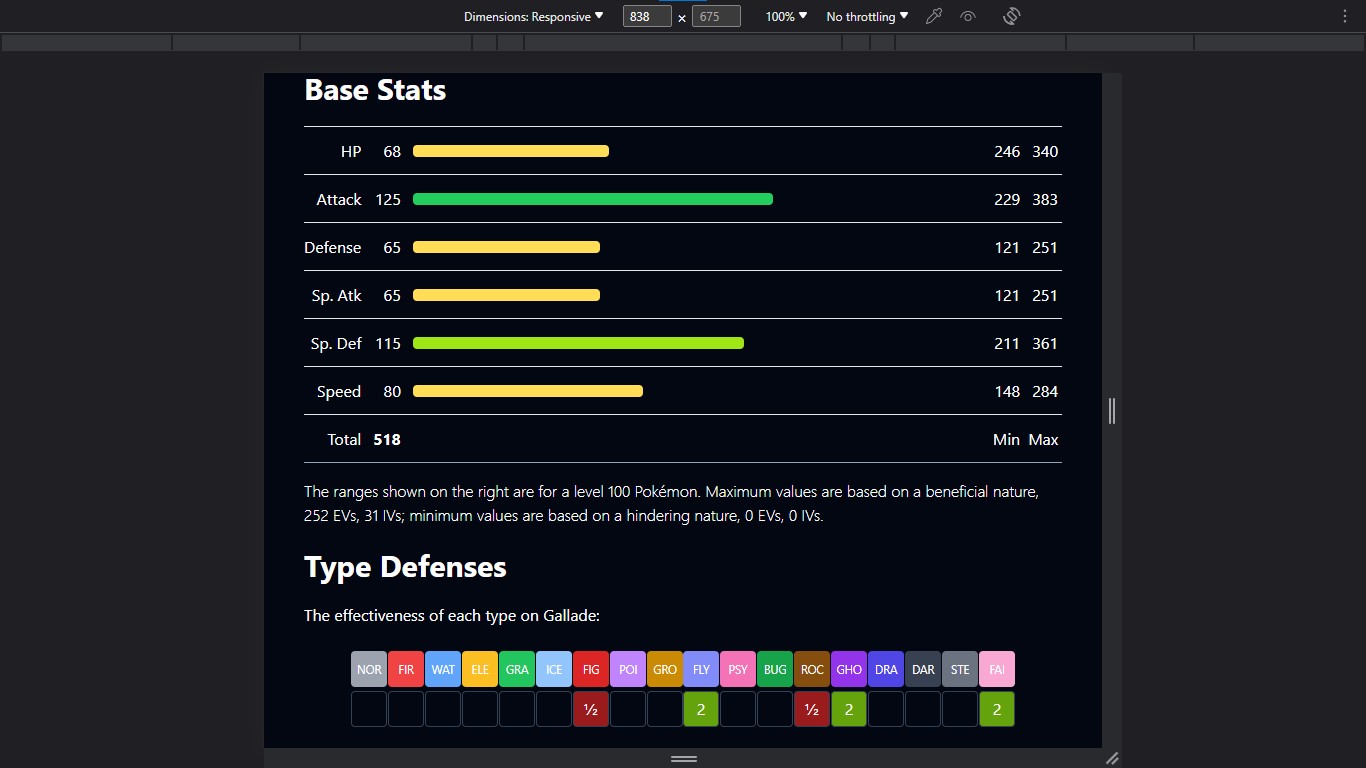 Dimensions: Responsive 838 x 675 100% No throttling
Base Stats
HP 68 246 340
Attack 125 229 383
Defense 65 121 251
Sp. Atk 65 121 251
Sp. Def 115 211 361
Speed 80 148 284
Total 518 Min Max
The ranges shown on the right are for a level 100 Pokémon. Maximum values are based on a beneficial nature,
252 EVs, 31 IVs; minimum values are based on a hindering nature, 0 EVs, 0 IVs.
Type Defenses
The effectiveness of each type on Gallade:
NOR FIR WAT ELE GRA ICE FIG POI GRO FLY PSY BUG ROC GHO DRA DAR STE FAI
½ 2 ½ 2 2